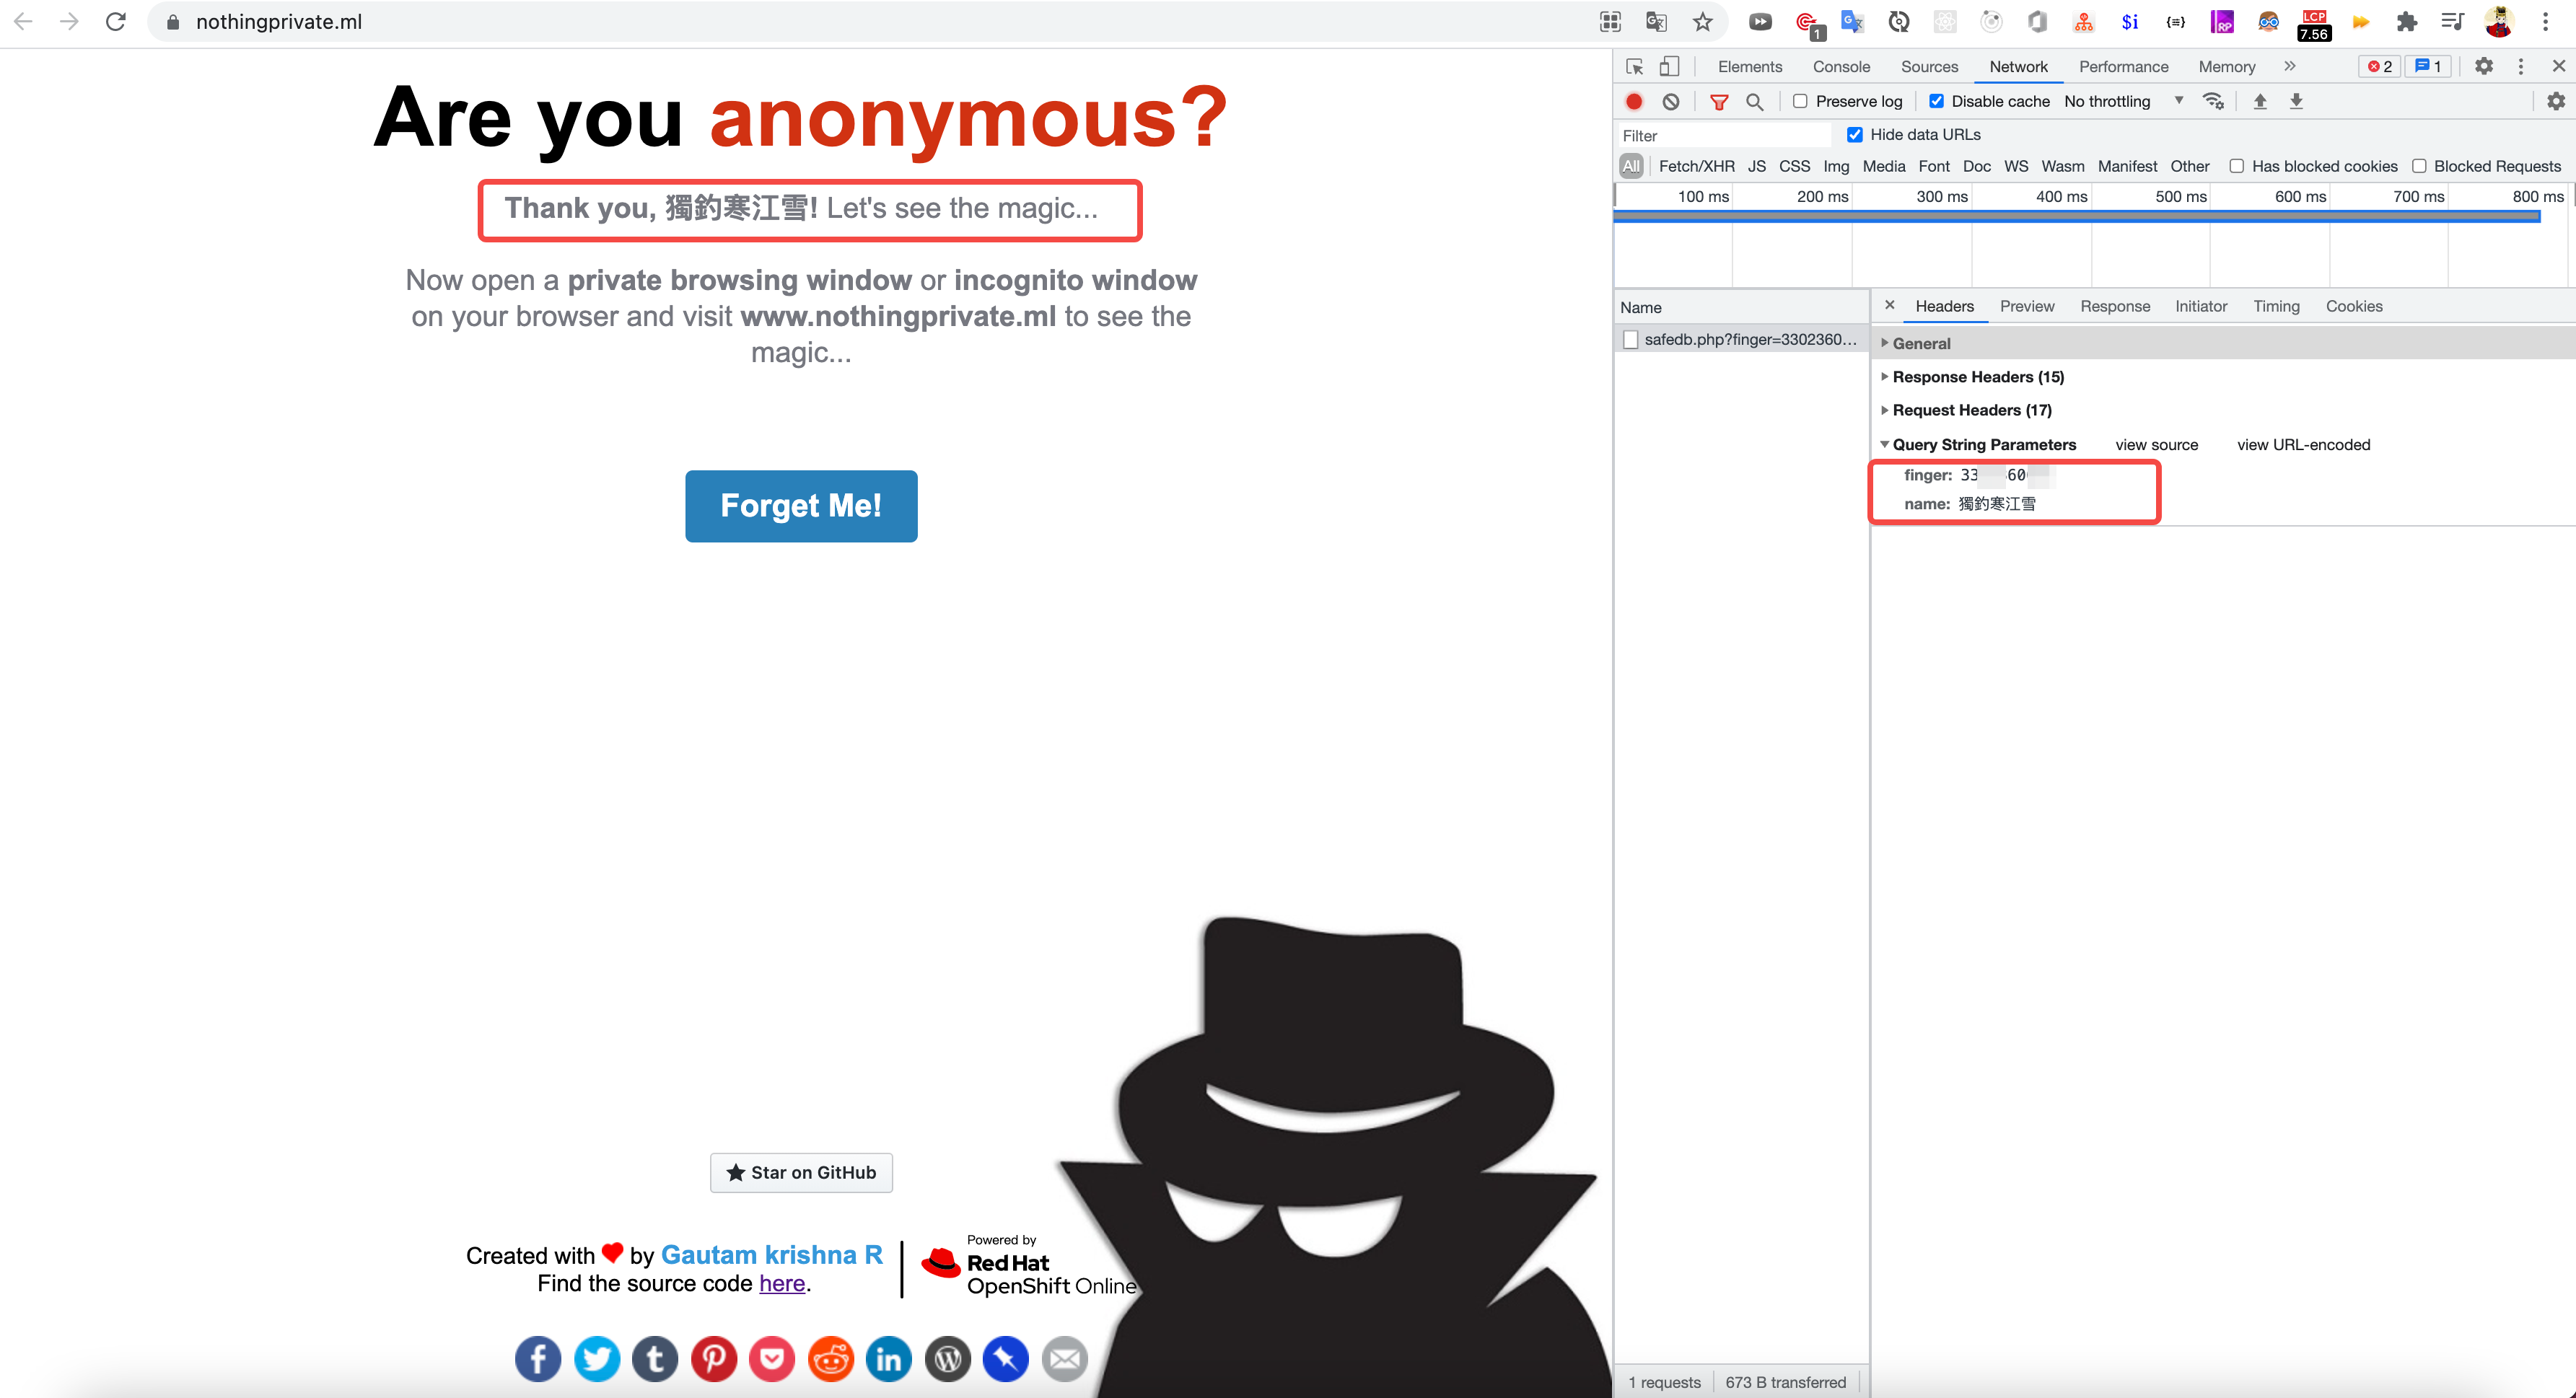 nothingprivate.ml
1
$i
{≡}
RP
LCP
7.56
Are you anonymous?
Thank you, 獨釣寒江雪! Let's see the magic...
Now open a private browsing window or incognito window
on your browser and visit www.nothingprivate.ml to see the
magic...
Forget Me!
Star on GitHub
Created with ❤ by Gautam krishna R
Find the source code here.
Powered by
Red Hat
OpenShift Online
Elements Console Sources Network Performance Memory » 2 1
Preserve log Disable cache No throttling
Filter Hide data URLs
All Fetch/XHR JS CSS Img Media Font Doc WS Wasm Manifest Other Has blocked cookies Blocked Requests
100 ms 200 ms 300 ms 400 ms 500 ms 600 ms 700 ms 800 ms
Name
safedb.php?finger=3302360...
Headers Preview Response Initiator Timing Cookies
General
Response Headers (15)
Request Headers (17)
Query String Parameters view source view URL-encoded
finger: 33 60
name: 獨釣寒江雪
1 requests 673 B transferred